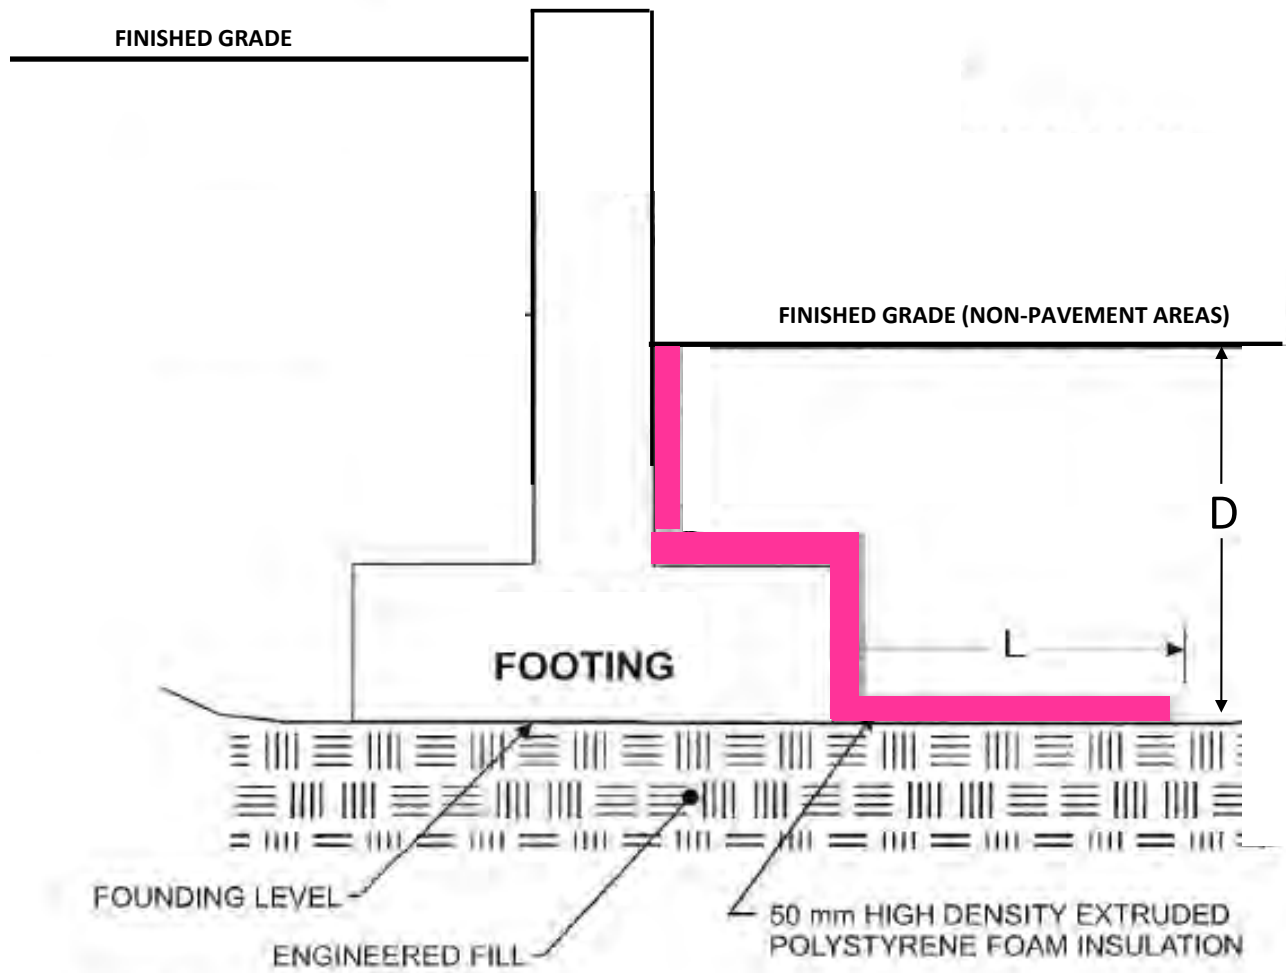 FINISHED GRADE
FINISHED GRADE (NON-PAVEMENT AREAS)
D
L
FOOTING
FOUNDING LEVEL
ENGINEERED FILL
50 mm HIGH DENSITY EXTRUDED
POLYSTYRENE FOAM INSULATION